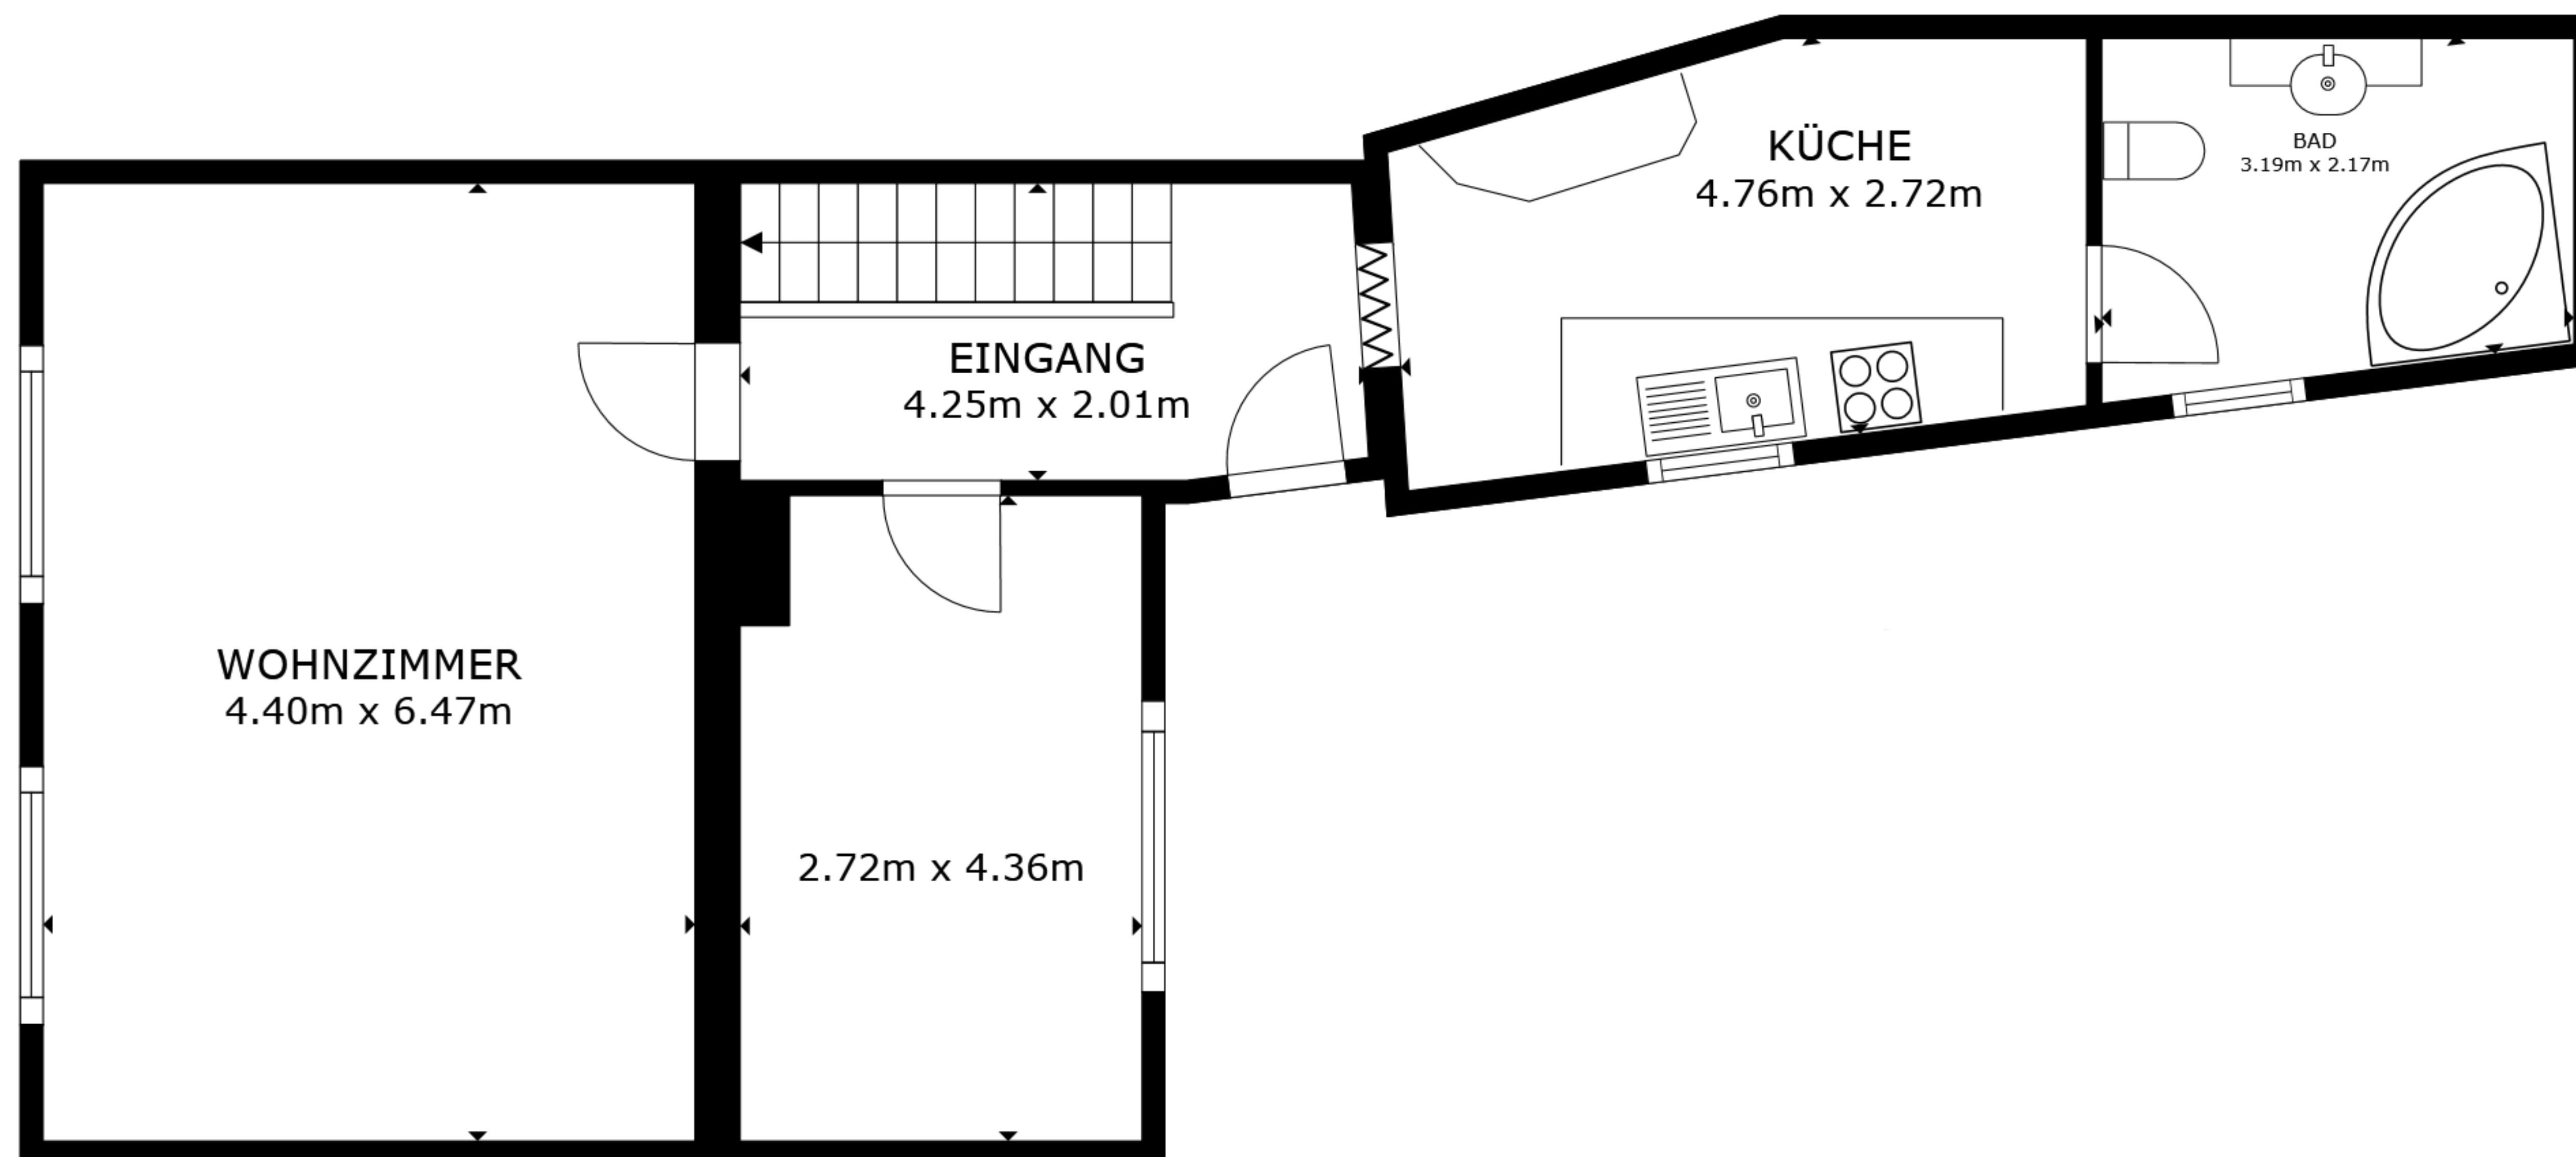 KÜCHE
4.76m x 2.72m
BAD
3.19m x 2.17m
EINGANG
4.25m x 2.01m
WOHNZIMMER
4.40m x 6.47m
2.72m x 4.36m